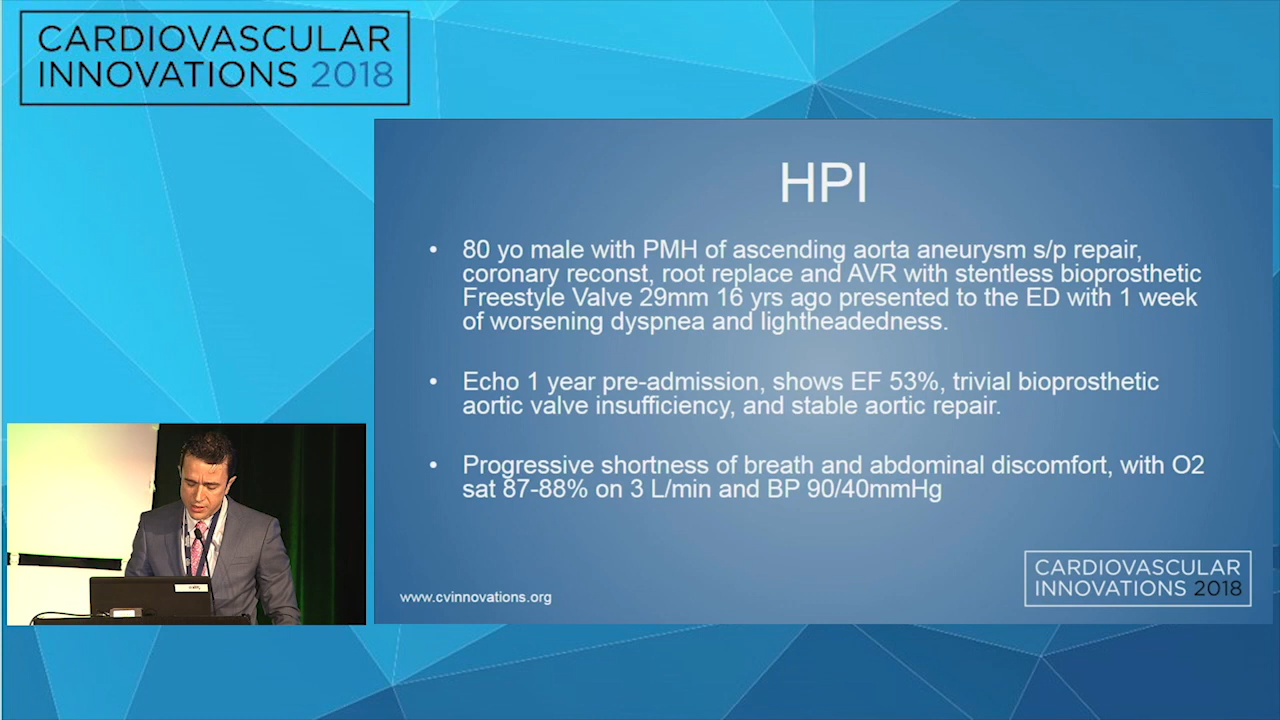 CARDIOVASCULAR
INNOVATIONS 2018
HPI
• 80 yo male with PMH of ascending aorta aneurysm s/p repair,
coronary reconst, root replace and AVR with stentless bioprosthetic
Freestyle Valve 29mm 16 yrs ago presented to the ED with 1 week
of worsening dyspnea and lightheadedness.
• Echo 1 year pre-admission, shows EF 53%, trivial bioprosthetic
aortic valve insufficiency, and stable aortic repair.
• Progressive shortness of breath and abdominal discomfort, with O2
sat 87-88% on 3 L/min and BP 90/40mmHg
www.cvinnovations.org
CARDIOVASCULAR
INNOVATIONS 2018